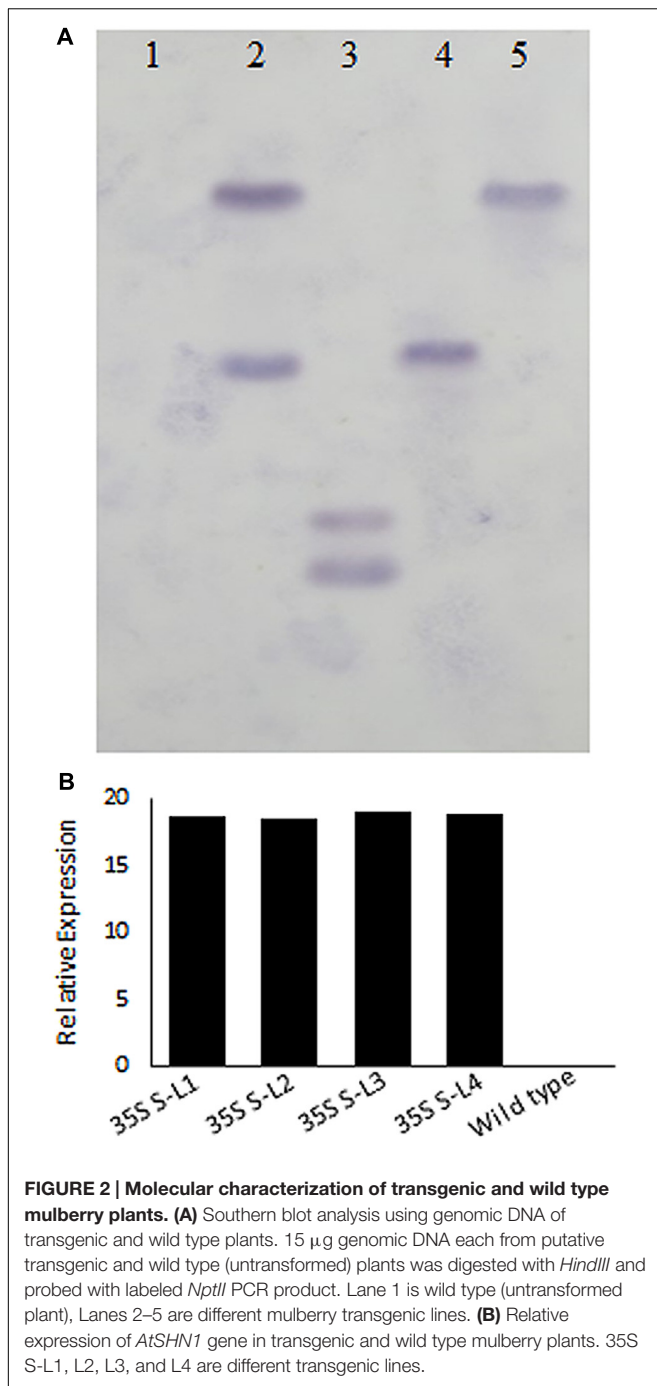 A
1 2 3 4 5
B
20
15
10
5
0
Relative Expression
35S S-L1 35S S-L2 35S S-L3 35S S-L4 Wild type
FIGURE 2 | Molecular characterization of transgenic and wild type
mulberry plants. (A) Southern blot analysis using genomic DNA of
transgenic and wild type plants. 15 μg genomic DNA each from putative
transgenic and wild type (untransformed) plants was digested with HindIII and
probed with labeled NptII PCR product. Lane 1 is wild type (untransformed
plant), Lanes 2–5 are different mulberry transgenic lines. (B) Relative
expression of AtSHN1 gene in transgenic and wild type mulberry plants. 35S
S-L1, L2, L3, and L4 are different transgenic lines.